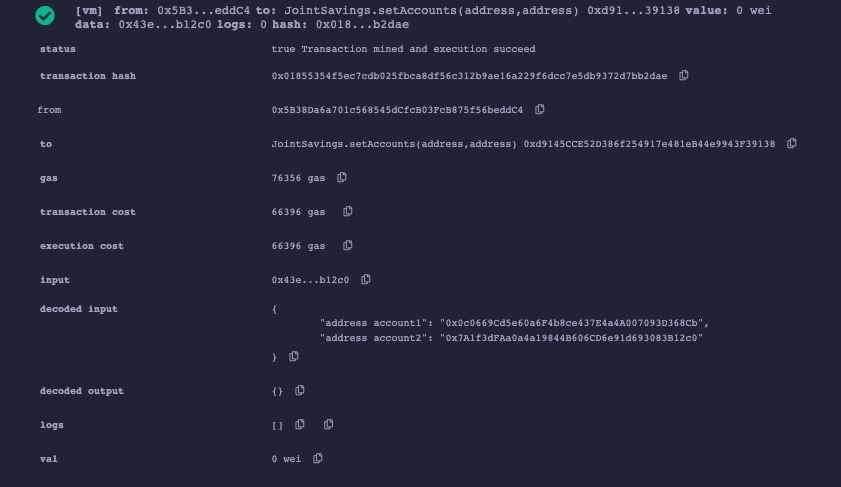 [vm] from: 0x5B3...eddC4 to: JointSavings.setAccounts(address,address) 0xd91...39138 value: 0 wei
data: 0x43e...b12c0 logs: 0 hash: 0x018...b2dae
status true Transaction mined and execution succeed
transaction hash 0x01855354f5ec7cdb025fbca8df56c312b9ae16a229f6dcc7e5db9372d7bb2dae
from 0x5B38Da6a701c568545dCfcB03FcB875f56beddC4
to JointSavings.setAccounts(address,address) 0xd9145CCE52D386f254917e481eB44e9943F39138
gas 76356 gas
transaction cost 66396 gas
execution cost 66396 gas
input 0x43e...b12c0
decoded input {
"address account1": "0x0c0669Cd5e60a6F4b8ce437E4a4A007093D368Cb",
"address account2": "0x7A1f3dFAa0a4a19844B606CD6e91d693083B12c0"
}
decoded output {}
logs []
val 0 wei